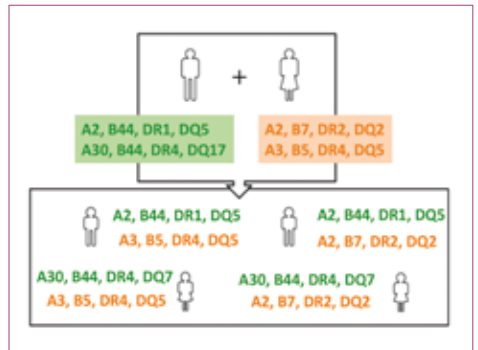 +
A2, B44, DR1, DQ5
A30, B44, DR4, DQ17
A2, B7, DR2, DQ2
A3, B5, DR4, DQ5
A2, B44, DR1, DQ5
A3, B5, DR4, DQ5
A2, B44, DR1, DQ5
A2, B7, DR2, DQ2
A30, B44, DR4, DQ7
A3, B5, DR4, DQ5
A30, B44, DR4, DQ7
A2, B7, DR2, DQ2